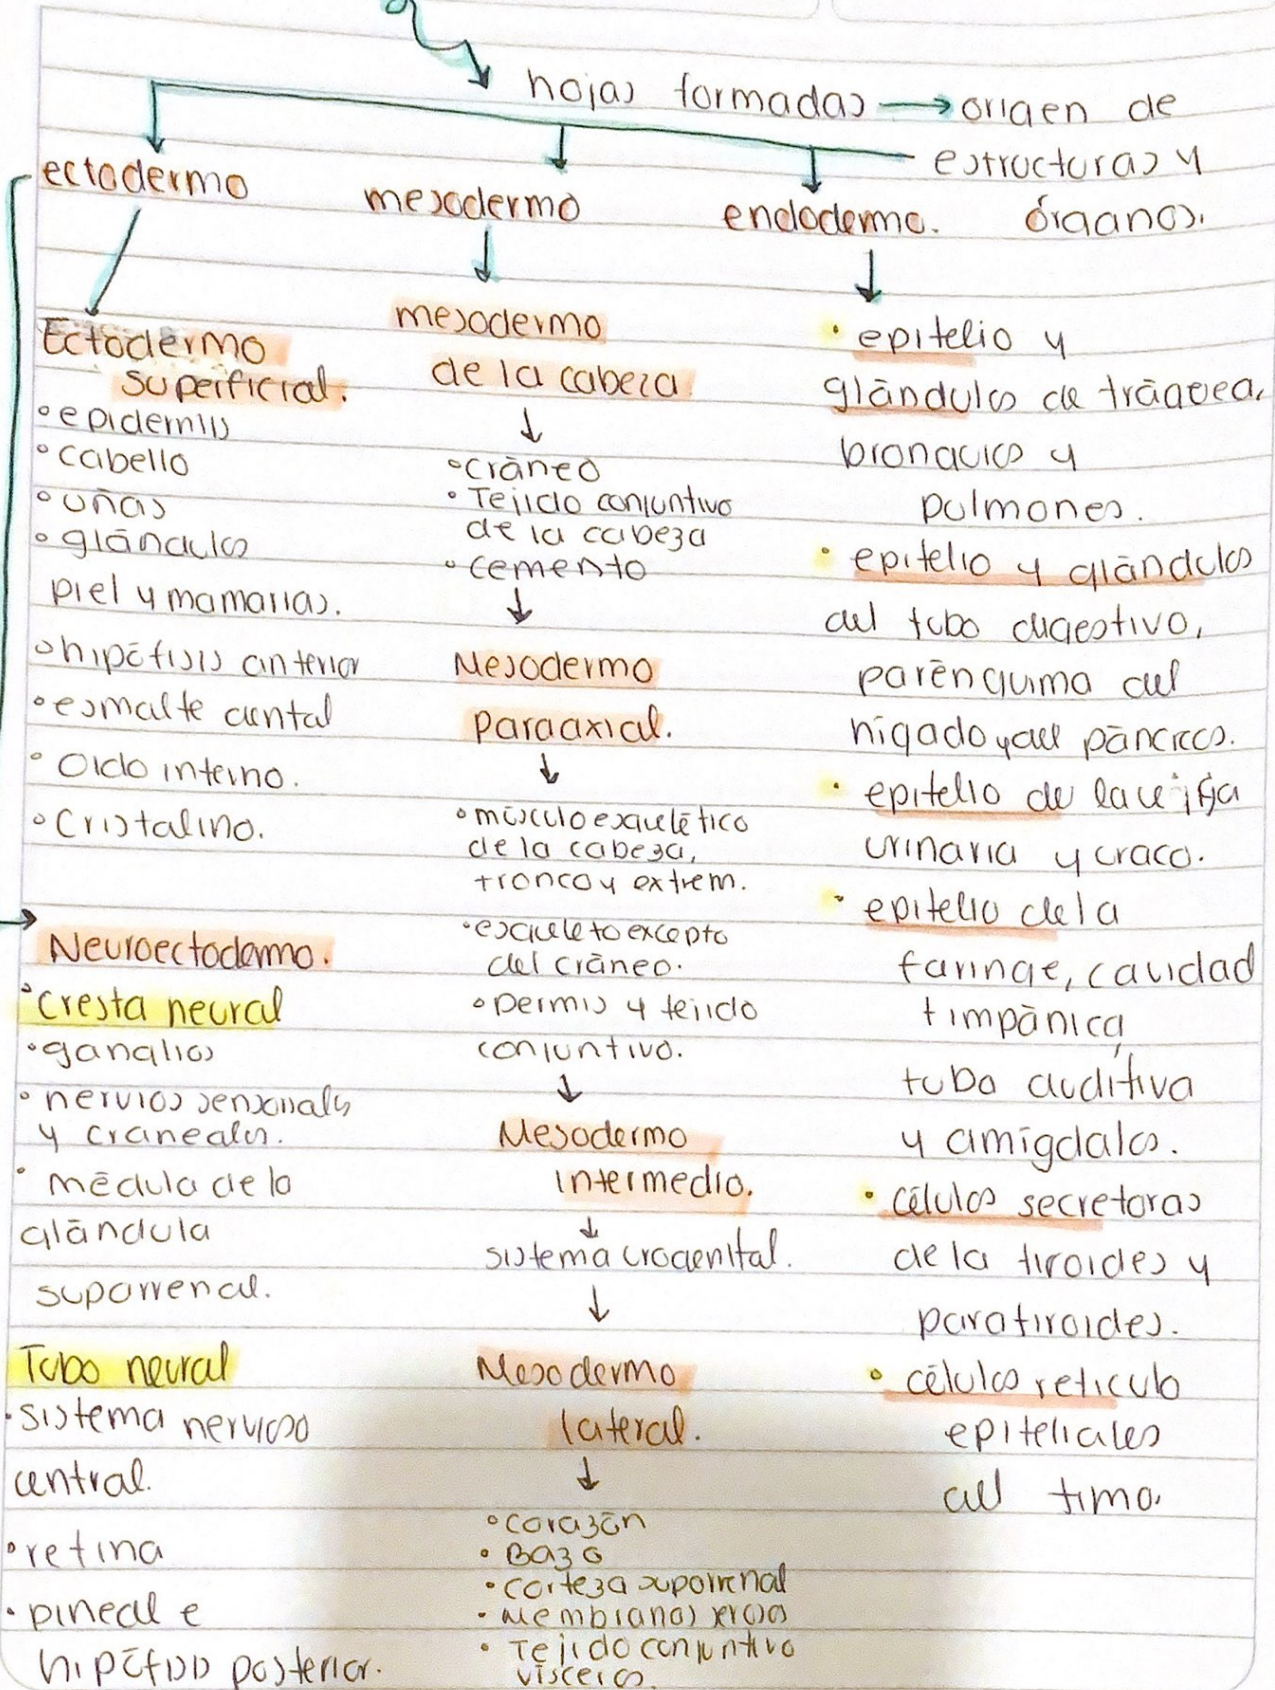 hojas formadas → origen de
estructuras y
órganos.
ectodermo
mesodermo
endodermo.
Ectodermo
superficial.
• epidermis
• cabello
• uñas
• glándulas
piel y mamarias.
• hipófisis anterior
• esmalte dental
• Oido interno.
• Cristalino.
Neuroectodermo.
• Cresta neural
• ganglios
• nervios sensoriales
y craneales.
• médula de la
glándula
suparrenal.
Tubo neural
• sistema nervioso
central.
• retina
• pineal e
hipófisis posterior.
mesodermo
de la cabeza
• cráneo
• Tejido conjuntivo
de la cabeza
• cemento
Mesodermo
paraaxial.
• músculo esquelético
de la cabeza,
tronco y extrem.
• esqueleto excepto
del cráneo.
• Dermis y tejido
conjuntivo.
Mesodermo
intermedio.
sistema urogenital.
Mesodermo
lateral.
• corazón
• Bazo
• corteza suparrenal
• Membranas serosas
• Tejido conjuntivo
vísceras.
• epitelio y
glándulas de tráquea,
bronquios y
pulmones.
• epitelio y glándulas
del tubo digestivo,
parénquima del
hígado y del páncreas.
• epitelio de la vejiga
urinaria y uraco.
• epitelio de la
faringe, cavidad
timpánica,
tubo auditiva
y amígdalas.
• células secretoras
de la tiroides y
paratiroides.
• células retículo
epiteliales
del timo.